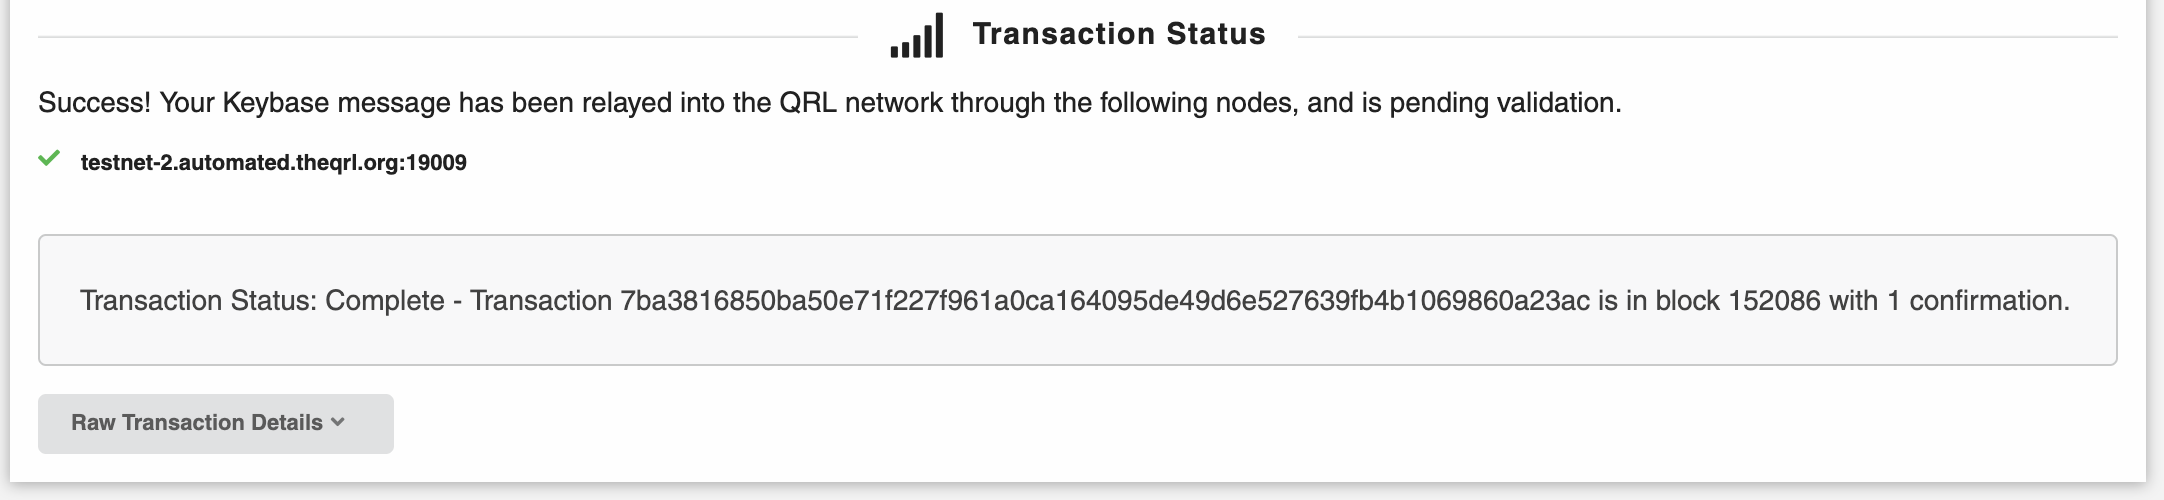 Transaction Status
Success! Your Keybase message has been relayed into the QRL network through the following nodes, and is pending validation.
testnet-2.automated.theqrl.org:19009
Transaction Status: Complete - Transaction 7ba3816850ba50e71f227f961a0ca164095de49d6e527639fb4b1069860a23ac is in block 152086 with 1 confirmation.
Raw Transaction Details